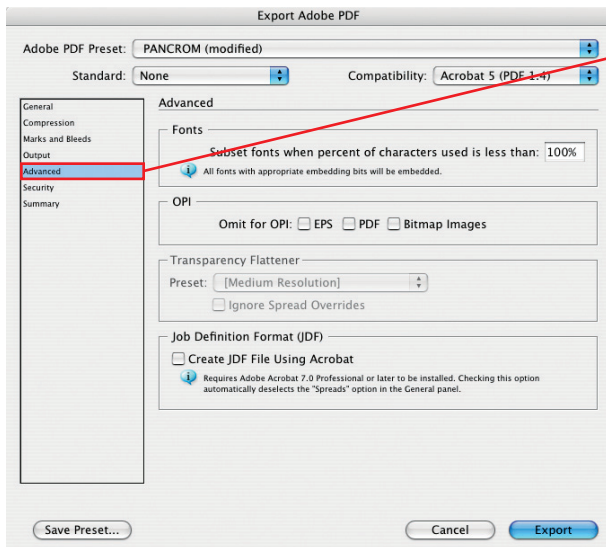 Export Adobe PDF
Adobe PDF Preset: PANCROM (modified)
Standard: None Compatibility: Acrobat 5 (PDF 1.4)
General
Compression
Marks and Bleeds
Output
Advanced
Security
Summary
Advanced
Fonts
Subset fonts when percent of characters used is less than: 100%
All fonts with appropriate embedding bits will be embedded.
OPI
Omit for OPI: EPS PDF Bitmap Images
Transparency Flattener
Preset: [Medium Resolution]
Ignore Spread Overrides
Job Definition Format (JDF)
Create JDF File Using Acrobat
Requires Adobe Acrobat 7.0 Professional or later to be installed. Checking this option
automatically deselects the "Spreads" option in the General panel.
Save Preset... Cancel Export